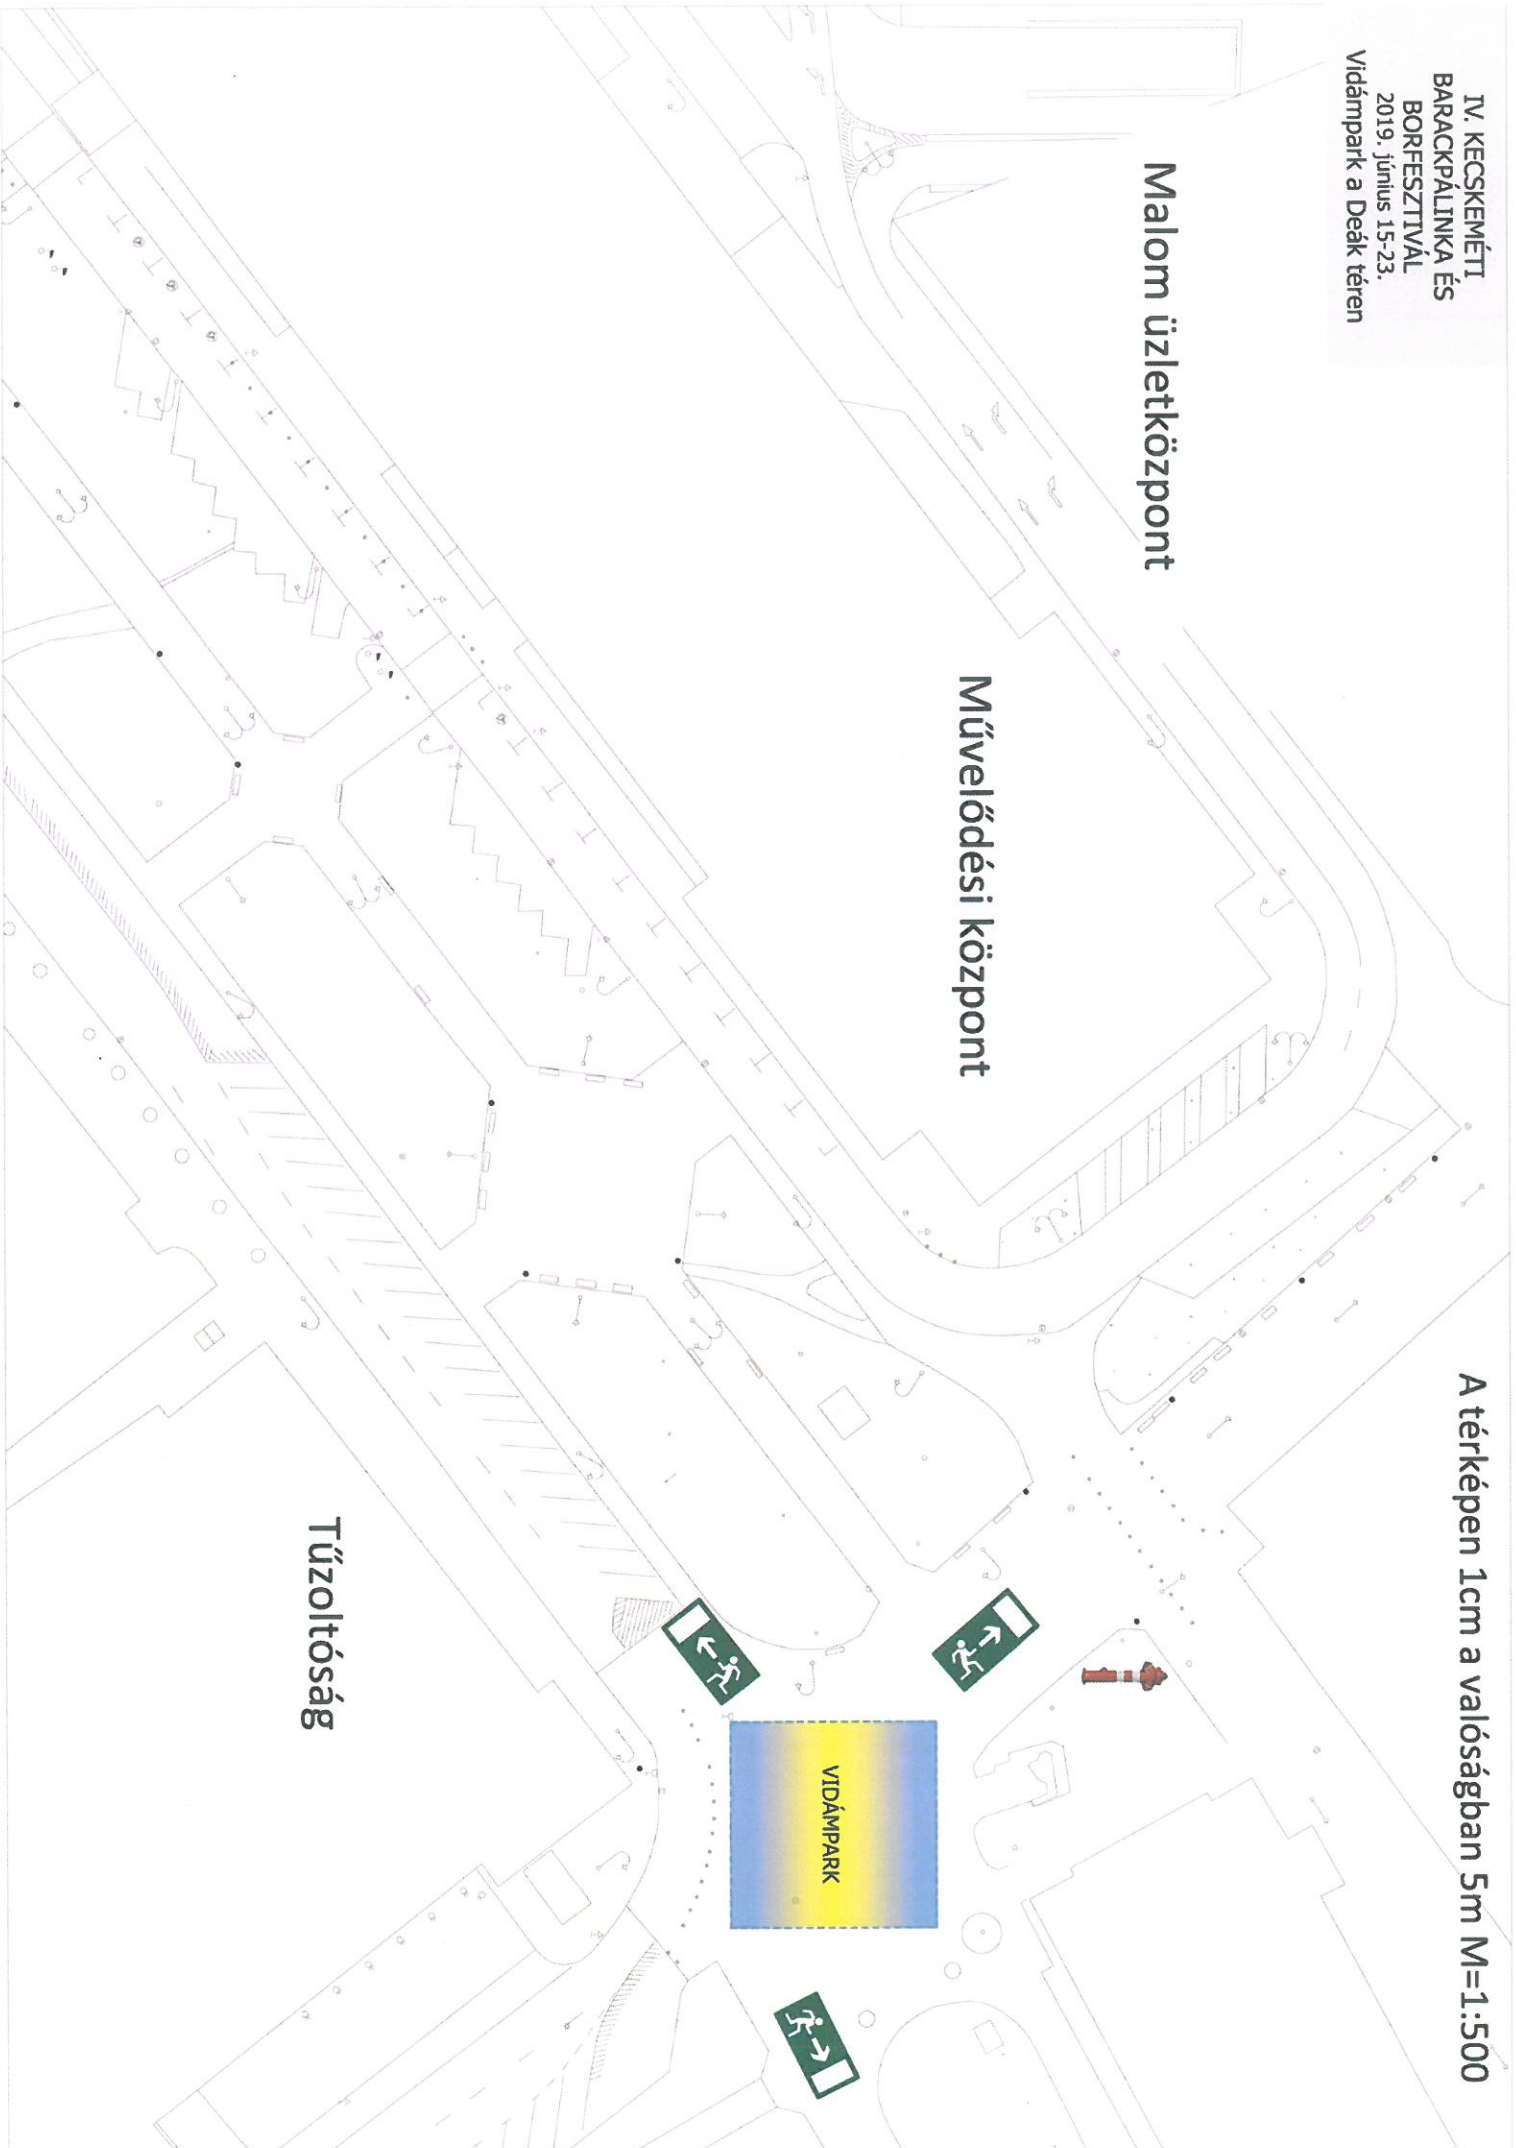 IV. KECSKEMÉTI
BARACKPÁLINKA ÉS
BORFESZTIVÁL
2019. június 15-23.
Vidámpark a Deák téren
A térképen 1cm a valóságban 5m M=1:500
Malom üzletközpont
Művelődési központ
VIDÁMPARK
Tűzoltóság